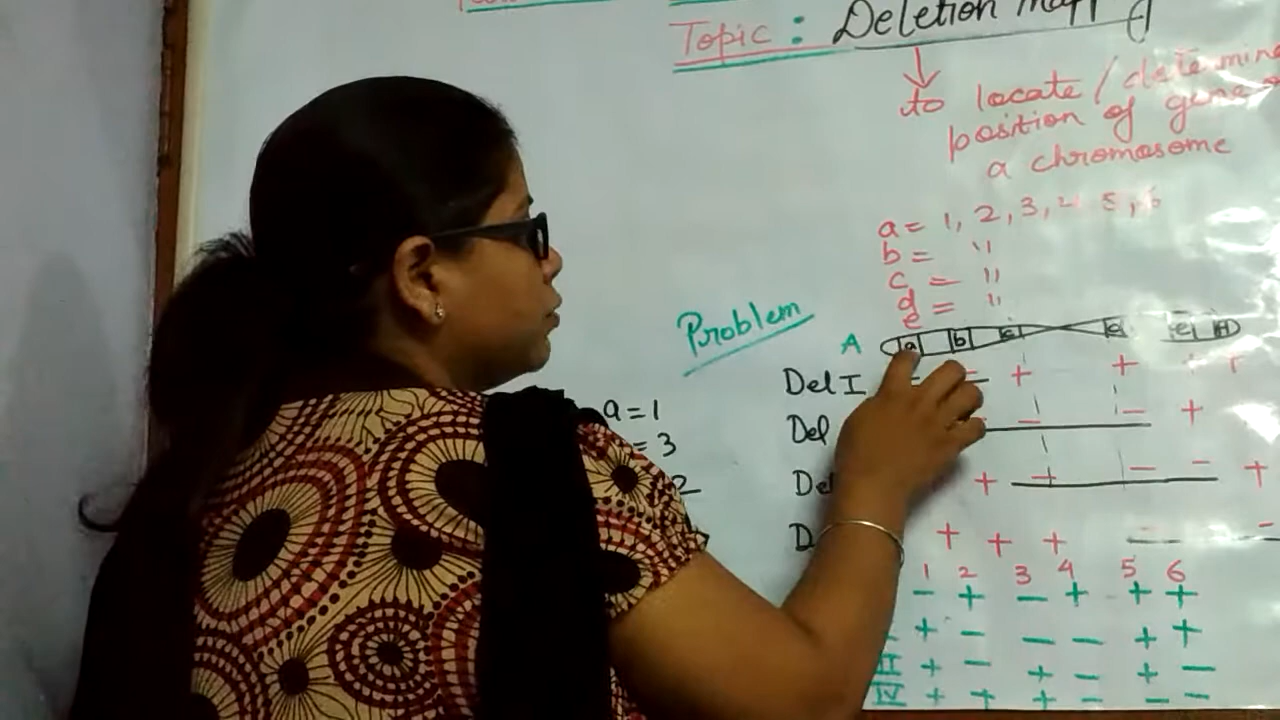 Topic : Deletion
to locate / determine
position of gene
a chromosome
a = 1, 2, 3, 4 5, 6
b = "
c = "
d = "
e
Problem
A a b c e
Del I - + + + +
a = 1
Del - - + 
= 3
Del + + - - +
2
D + + + - -
1 2 3 4 5 6
- + - + + +
+ - - - + +
II + - + - + -
IV + + + - - -